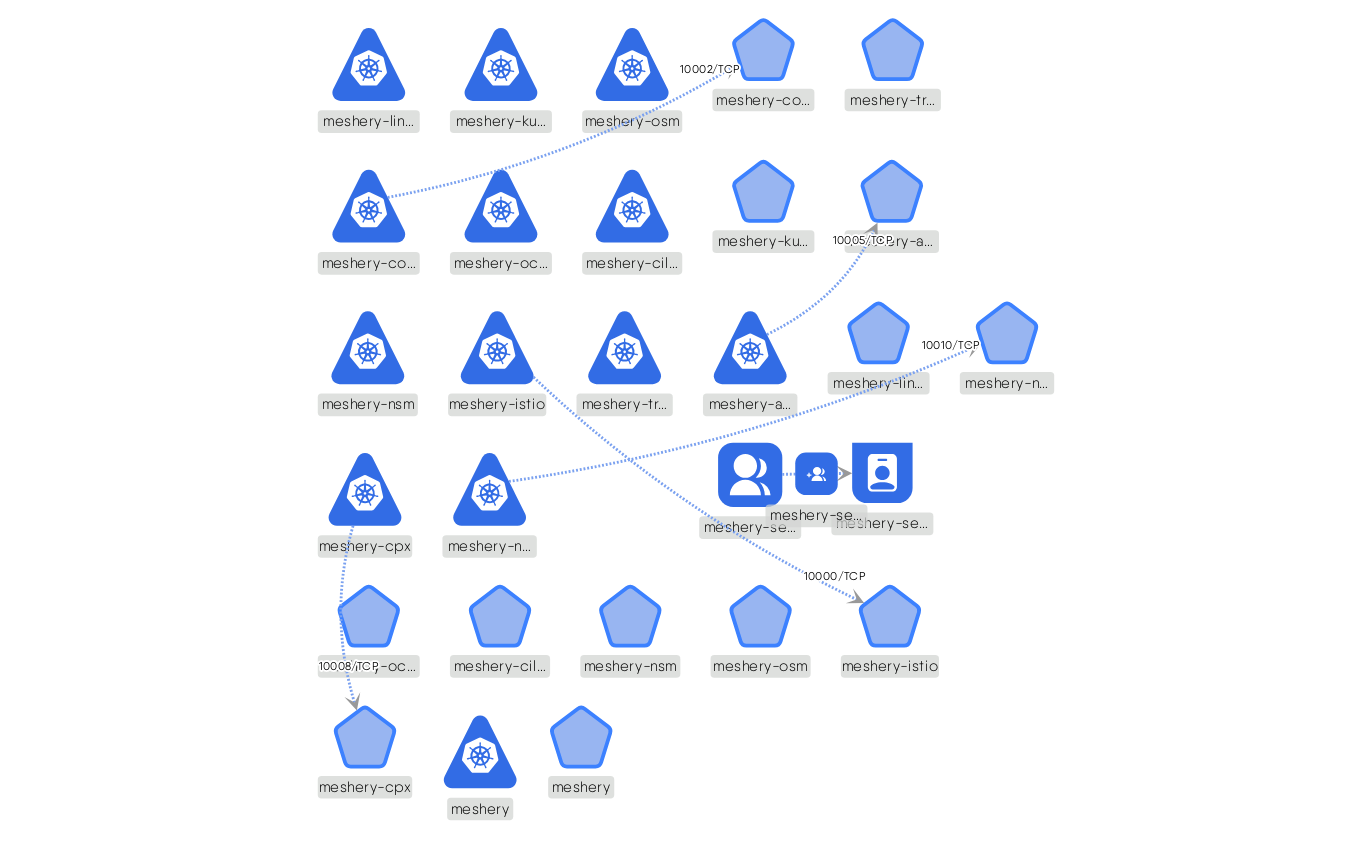 10002/TCP
meshery-lin...
meshery-ku...
meshery-osm
meshery-co...
meshery-tr...
meshery-co...
meshery-oc...
meshery-cil...
meshery-ku...
10005/TCP
ery-a...
meshery-nsm
meshery-istio
meshery-tr...
meshery-a...
10010/TCP
meshery-lin...
meshery-n...
meshery-cpx
meshery-n...
meshery-se...
meshery-se...
meshery-se...
10000/TCP
10008/TCP
-oc...
meshery-cil...
meshery-nsm
meshery-osm
meshery-istio
meshery-cpx
meshery
meshery